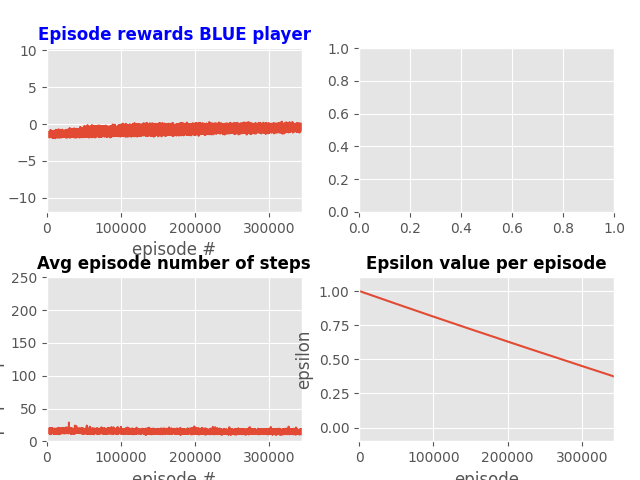 Episode rewards BLUE player
10
5
0
−5
−10
0 100000 200000 300000
episode #
1.0
0.8
0.6
0.4
0.2
0.0
0.0 0.2 0.4 0.6 0.8 1.0
Avg episode number of steps
250
200
150
100
50
0
0 100000 200000 300000
episode #
Epsilon value per episode
epsilon
1.00
0.75
0.50
0.25
0.00
0 100000 200000 300000
episode